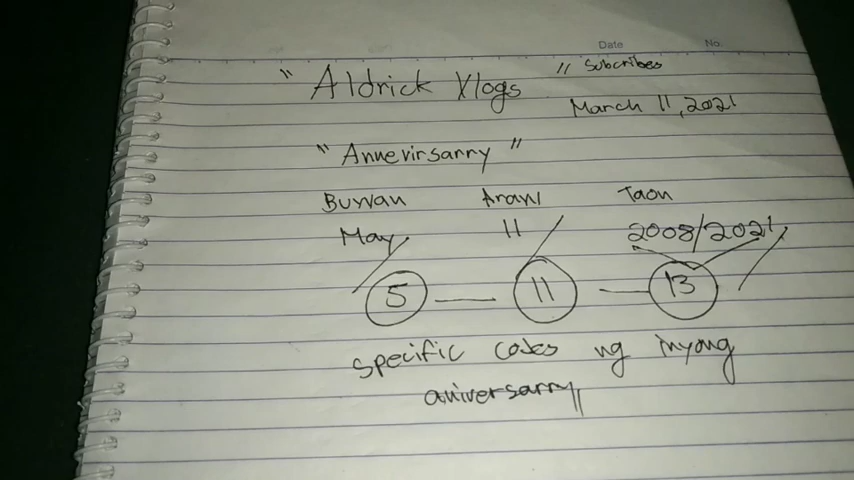 Date No.
" Aldrick Vlogs " Subcribes
March 11, 2021
" Annevirsarry "
Buwan Araw Taon
May 11 2008/2021
5 — 11 — 13
specific codes ng inyong
aniversarry